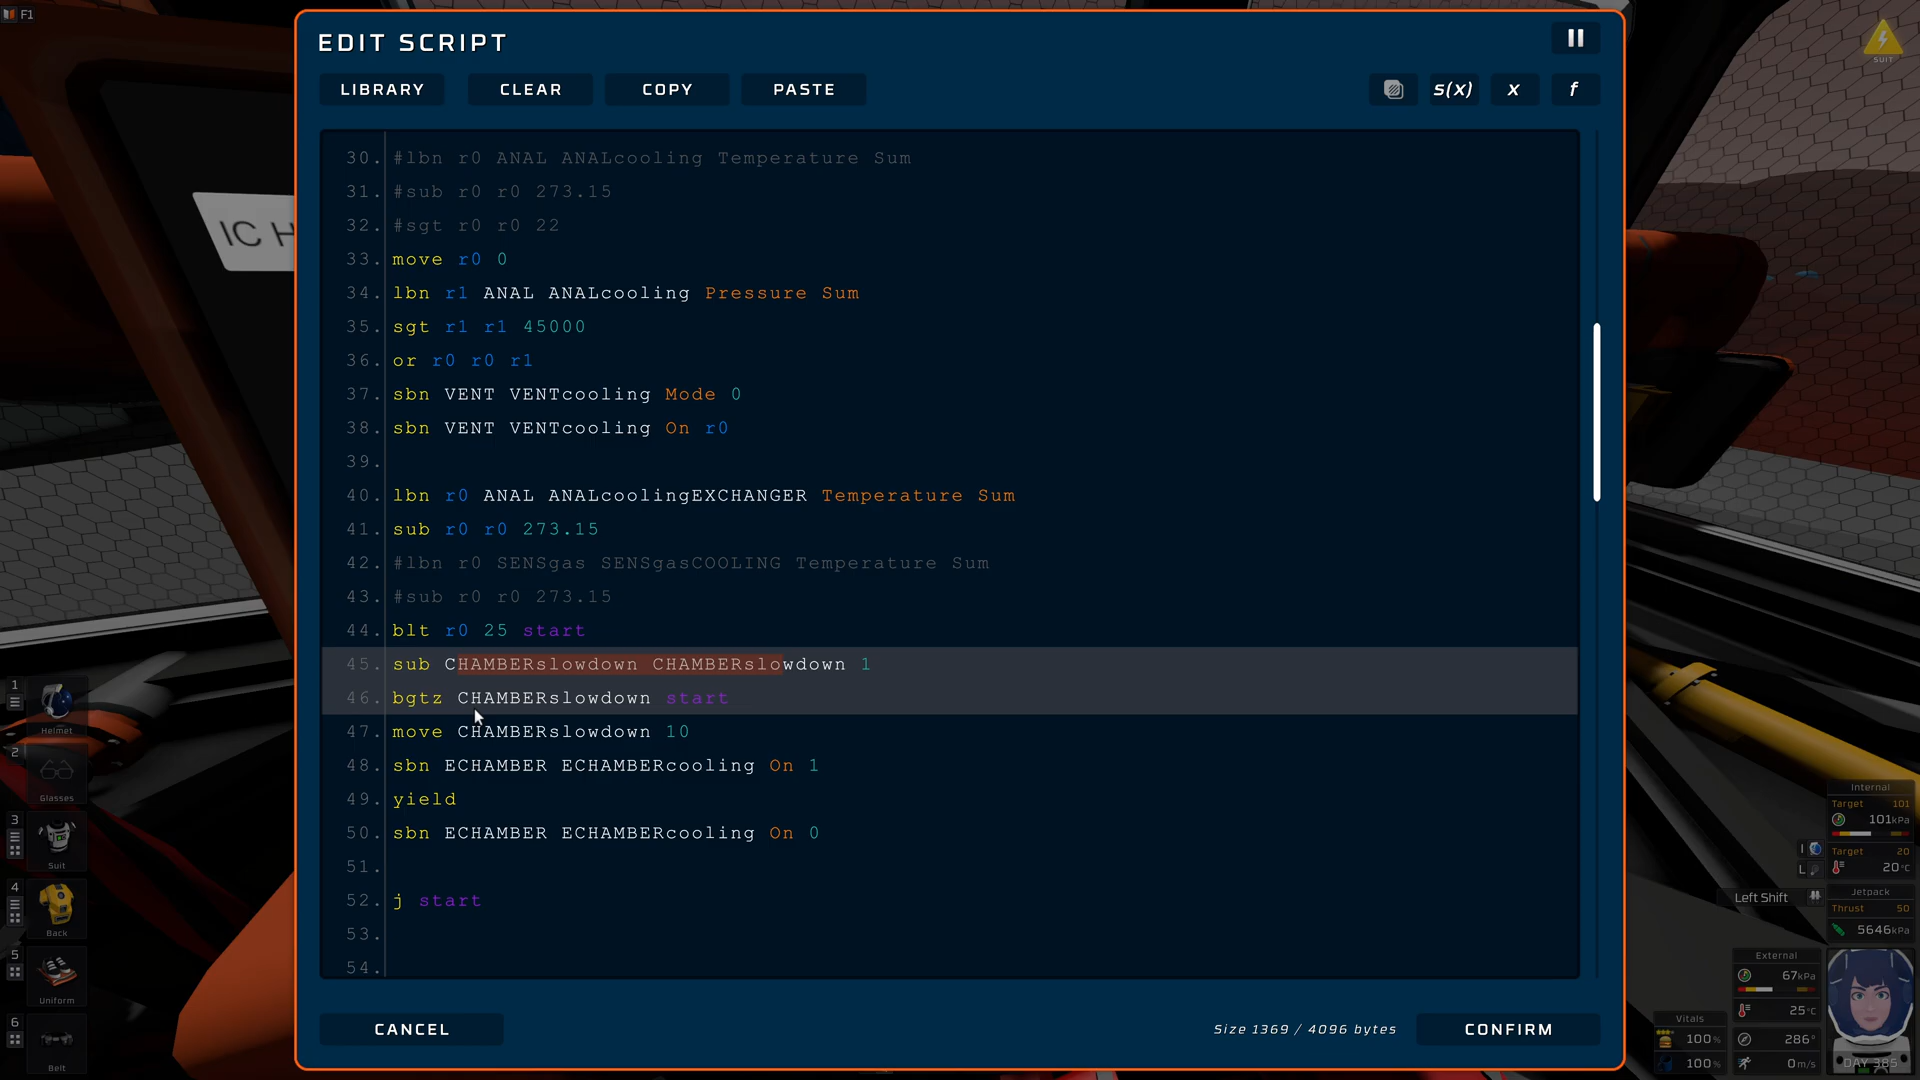 F1
EDIT SCRIPT
LIBRARY CLEAR COPY PASTE s(x) x f
SUIT
IC H
30. #lbn r0 ANAL ANALcooling Temperature Sum
31. #sub r0 r0 273.15
32. #sgt r0 r0 22
33. move r0 0
34. lbn r1 ANAL ANALcooling Pressure Sum
35. sgt r1 r1 45000
36. or r0 r0 r1
37. sbn VENT VENTcooling Mode 0
38. sbn VENT VENTcooling On r0
39.
40. lbn r0 ANAL ANALcoolingEXCHANGER Temperature Sum
41. sub r0 r0 273.15
42. #lbn r0 SENSgas SENSgasCOOLING Temperature Sum
43. #sub r0 r0 273.15
44. blt r0 25 start
45. sub CHAMBERslowdown CHAMBERslowdown 1
46. bgtz CHAMBERslowdown start
47. move CHAMBERslowdown 10
48. sbn ECHAMBER ECHAMBERcooling On 1
49. yield
50. sbn ECHAMBER ECHAMBERcooling On 0
51.
52. j start
53.
54.
CANCEL
Size 1369 / 4096 bytes
CONFIRM
1
Helmet
2
Glasses
3
Suit
4
Back
5
Uniform
6
Belt
Left Shift
Internal
Target 101
101kPa
Target 20
20°C
Jetpack
Thrust 50
5646kPa
External
67kPa
25°C
286°
0m/s
Vitals
100%
100%
DAY 385
I
L